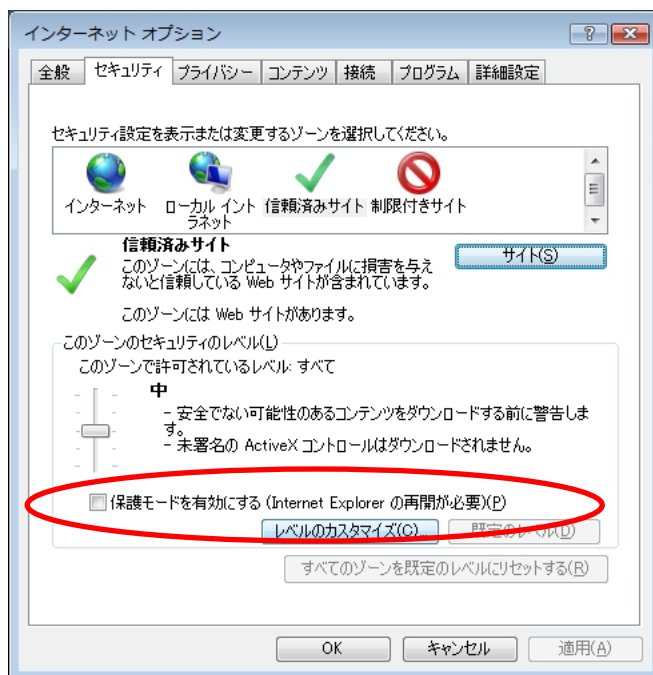 インターネット オプション
全般 セキュリティ プライバシー コンテンツ 接続 プログラム 詳細設定
セキュリティ設定を表示または変更するゾーンを選択してください。
インターネット ローカル イントラネット 信頼済みサイト 制限付きサイト
信頼済みサイト
サイト(S)
このゾーンには、コンピュータやファイルに損害を与え
ないと信頼している Web サイトが含まれています。
このゾーンには Web サイトがあります。
このゾーンのセキュリティのレベル(L)
このゾーンで許可されているレベル: すべて
中
- 安全でない可能性のあるコンテンツをダウンロードする前に警告しま
す。
- 未署名の ActiveX コントロールはダウンロードされません。
保護モードを有効にする (Internet Explorer の再開が必要)(P)
レベルのカスタマイズ(C)... 既定のレベル(D)
すべてのゾーンを既定のレベルにリセットする(R)
OK キャンセル 適用(A)